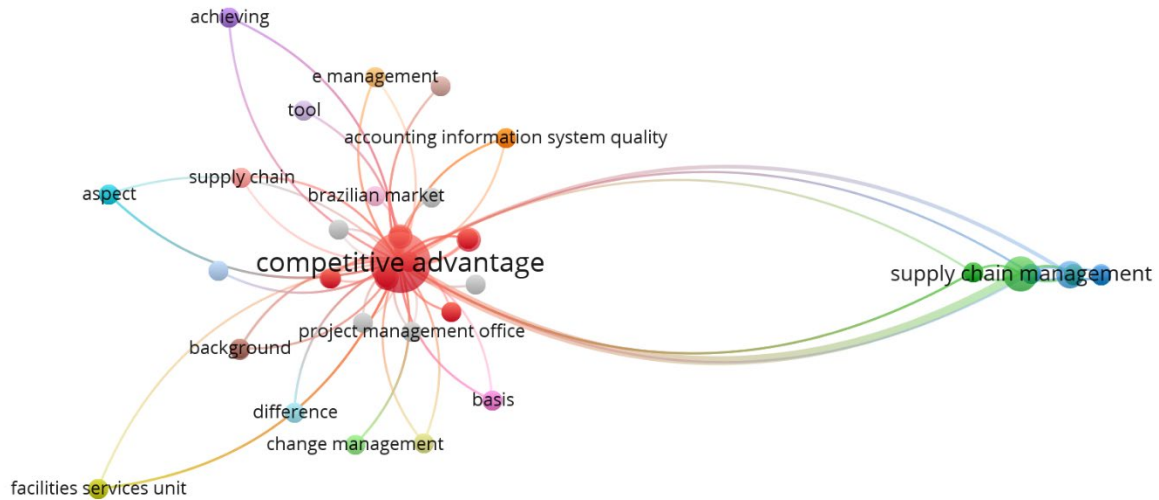 achieving
e management
tool
accounting information system quality
supply chain
aspect
brazilian market
competitive advantage
supply chain management
project management office
background
basis
difference
change management
facilities services unit